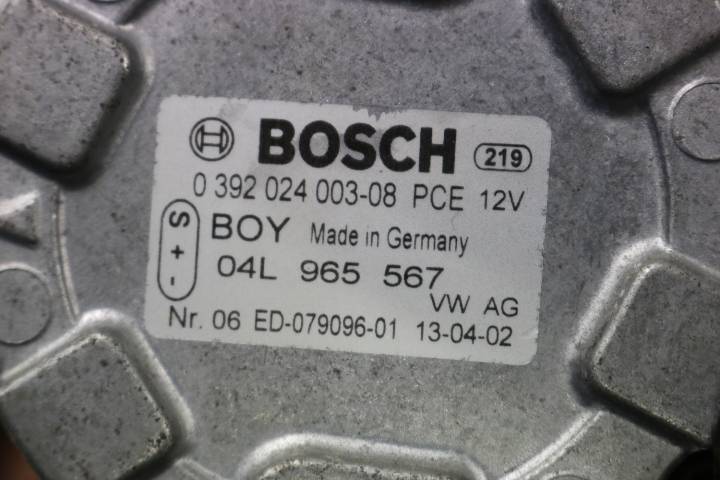 BOSCH 219
0 392 024 003-08 PCE 12V
S + -
BOY Made in Germany
04L 965 567
VW AG
Nr. 06 ED-079096-01 13-04-02